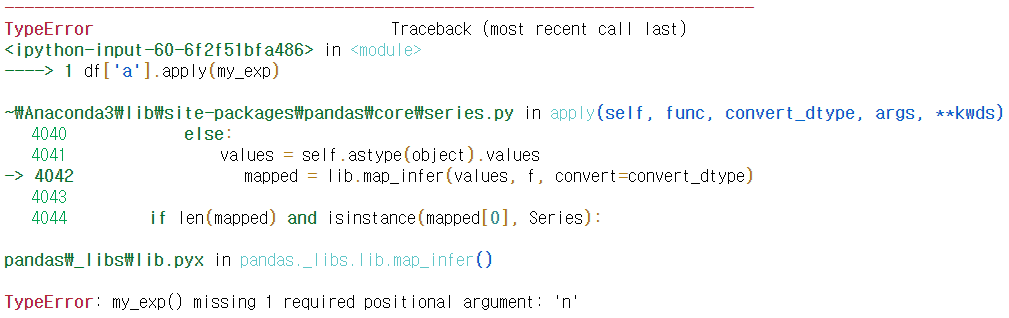 ---------------------------------------------------------------------------
TypeError                                 Traceback (most recent call last)
<ipython-input-60-6f2f51bfa486> in <module>
----> 1 df['a'].apply(my_exp)

~₩Anaconda3₩lib₩site-packages₩pandas₩core₩series.py in apply(self, func, convert_dtype, args, **kwds)
   4040             else:
   4041                 values = self.astype(object).values
-> 4042                 mapped = lib.map_infer(values, f, convert=convert_dtype)
   4043
   4044         if len(mapped) and isinstance(mapped[0], Series):

pandas₩_libs₩lib.pyx in pandas._libs.lib.map_infer()

TypeError: my_exp() missing 1 required positional argument: 'n'